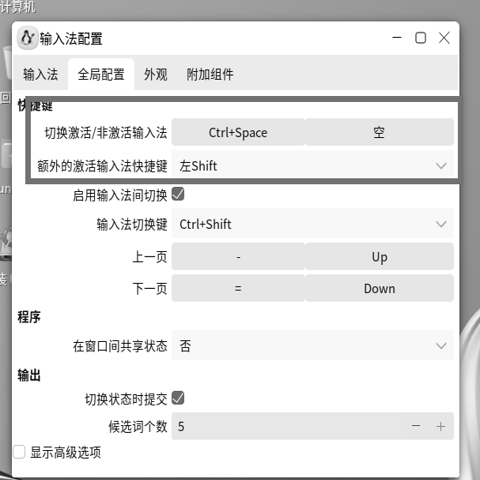 计算机
输入法配置
输入法 全局配置 外观 附加组件
快捷键
切换激活/非激活输入法 Ctrl+Space 空
额外的激活输入法快捷键 左Shift
启用输入法间切换
输入法切换键 Ctrl+Shift
上一页 - Up
下一页 = Down
程序
在窗口间共享状态 否
输出
切换状态时提交
候选词个数 5 − +
显示高级选项